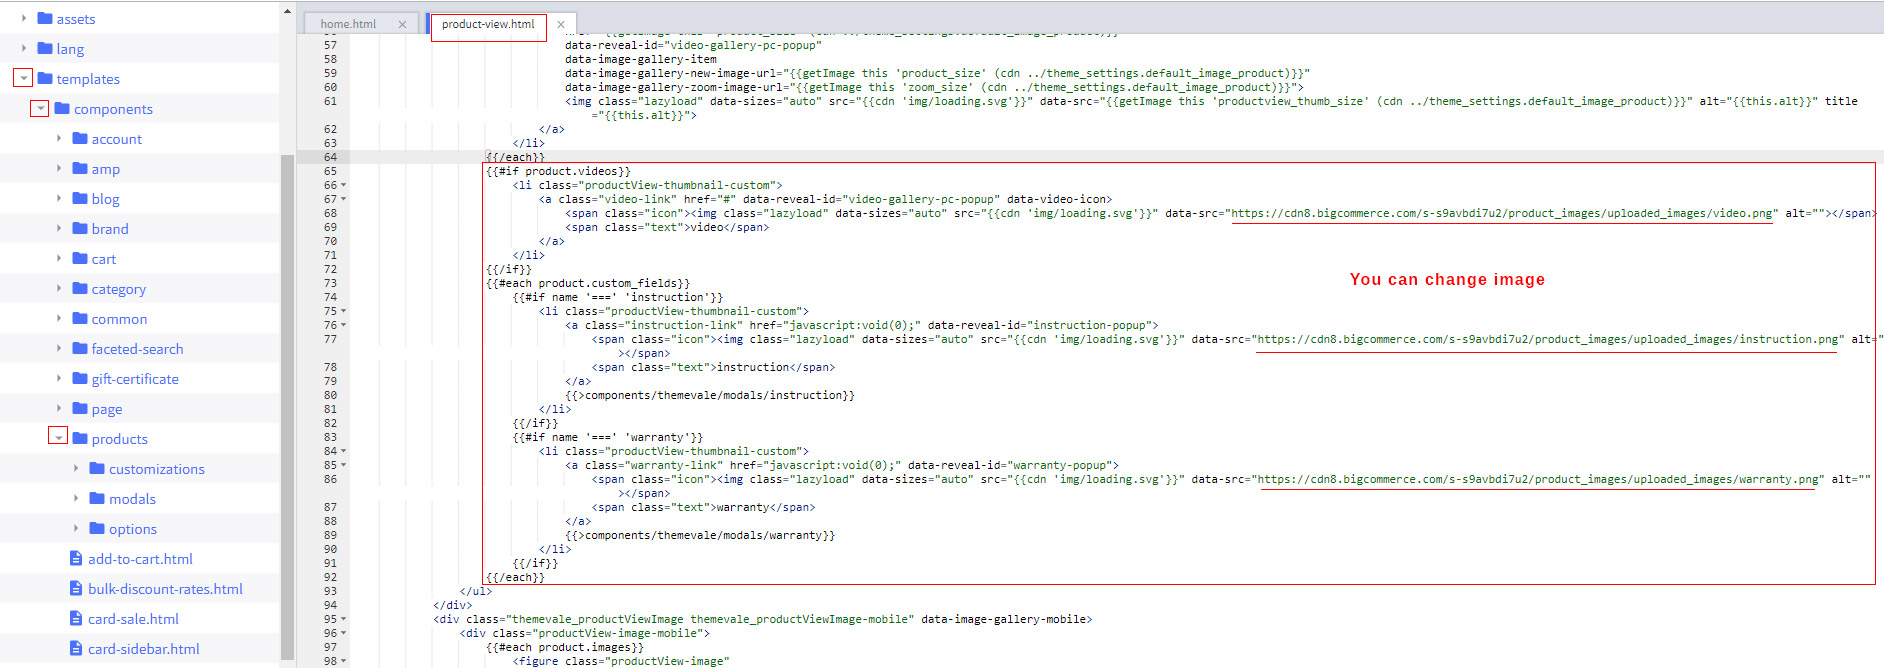 assets
lang
templates
components
account
amp
blog
brand
cart
category
common
faceted-search
gift-certificate
page
products
customizations
modals
options
add-to-cart.html
bulk-discount-rates.html
card-sale.html
card-sidebar.html
home.html ×
product-view.html ×
57 data-reveal-id="video-gallery-pc-popup"
58 data-image-gallery-item
59 data-image-gallery-new-image-url="{{getImage this 'product_size' (cdn ../theme_settings.default_image_product)}}"
60 data-image-gallery-zoom-image-url="{{getImage this 'zoom_size' (cdn ../theme_settings.default_image_product)}}">
61 <img class="lazyload" data-sizes="auto" src="{{cdn 'img/loading.svg'}}" data-src="{{getImage this 'productview_thumb_size' (cdn ../theme_settings.default_image_product)}}" alt="{{this.alt}}" title
="{{this.alt}}">
62 </a>
63 </li>
64 {{/each}}
65 {{#if product.videos}}
66 <li class="productView-thumbnail-custom">
67 <a class="video-link" href="#" data-reveal-id="video-gallery-pc-popup" data-video-icon>
68 <span class="icon"><img class="lazyload" data-sizes="auto" src="{{cdn 'img/loading.svg'}}" data-src="https://cdn8.bigcommerce.com/s-s9avbdi7u2/product_images/uploaded_images/video.png" alt=""></span>
69 <span class="text">video</span>
70 </a>
71 </li>
72 {{/if}}
73 {{#each product.custom_fields}}
You can change image
74 {{#if name '===' 'instruction'}}
75 <li class="productView-thumbnail-custom">
76 <a class="instruction-link" href="javascript:void(0);" data-reveal-id="instruction-popup">
77 <span class="icon"><img class="lazyload" data-sizes="auto" src="{{cdn 'img/loading.svg'}}" data-src="https://cdn8.bigcommerce.com/s-s9avbdi7u2/product_images/uploaded_images/instruction.png" alt="
></span>
78 <span class="text">instruction</span>
79 </a>
80 {{>components/themevale/modals/instruction}}
81 </li>
82 {{/if}}
83 {{#if name '===' 'warranty'}}
84 <li class="productView-thumbnail-custom">
85 <a class="warranty-link" href="javascript:void(0);" data-reveal-id="warranty-popup">
86 <span class="icon"><img class="lazyload" data-sizes="auto" src="{{cdn 'img/loading.svg'}}" data-src="https://cdn8.bigcommerce.com/s-s9avbdi7u2/product_images/uploaded_images/warranty.png" alt=""
></span>
87 <span class="text">warranty</span>
88 </a>
89 {{>components/themevale/modals/warranty}}
90 </li>
91 {{/if}}
92 {{/each}}
93 </ul>
94 </div>
95 <div class="themevale_productViewImage themevale_productViewImage-mobile" data-image-gallery-mobile>
96 <div class="productView-image-mobile">
97 {{#each product.images}}
98 <figure class="productView-image"